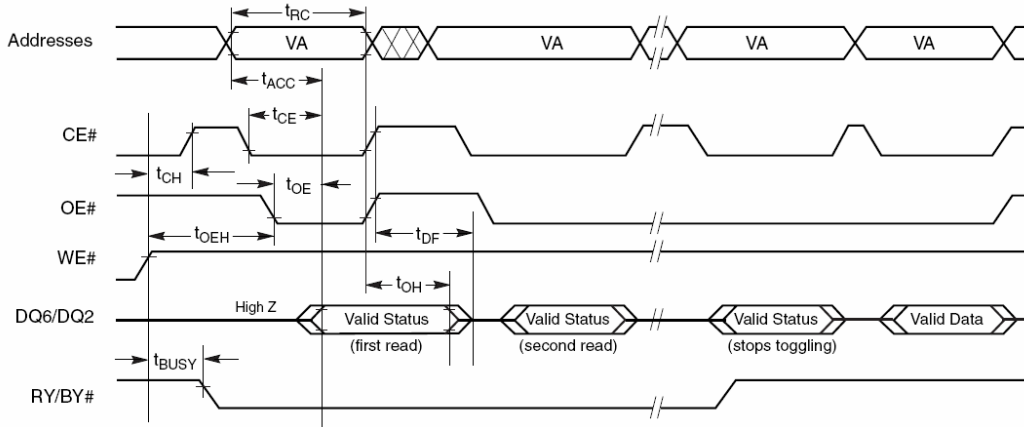 tRC
Addresses VA VA VA VA
tACC
tCE
CE#
tCH
tOE
OE#
tOEH tDF
WE#
tOH
High Z
DQ6/DQ2 Valid Status Valid Status Valid Status Valid Data
(first read) (second read) (stops toggling)
tBUSY
RY/BY#